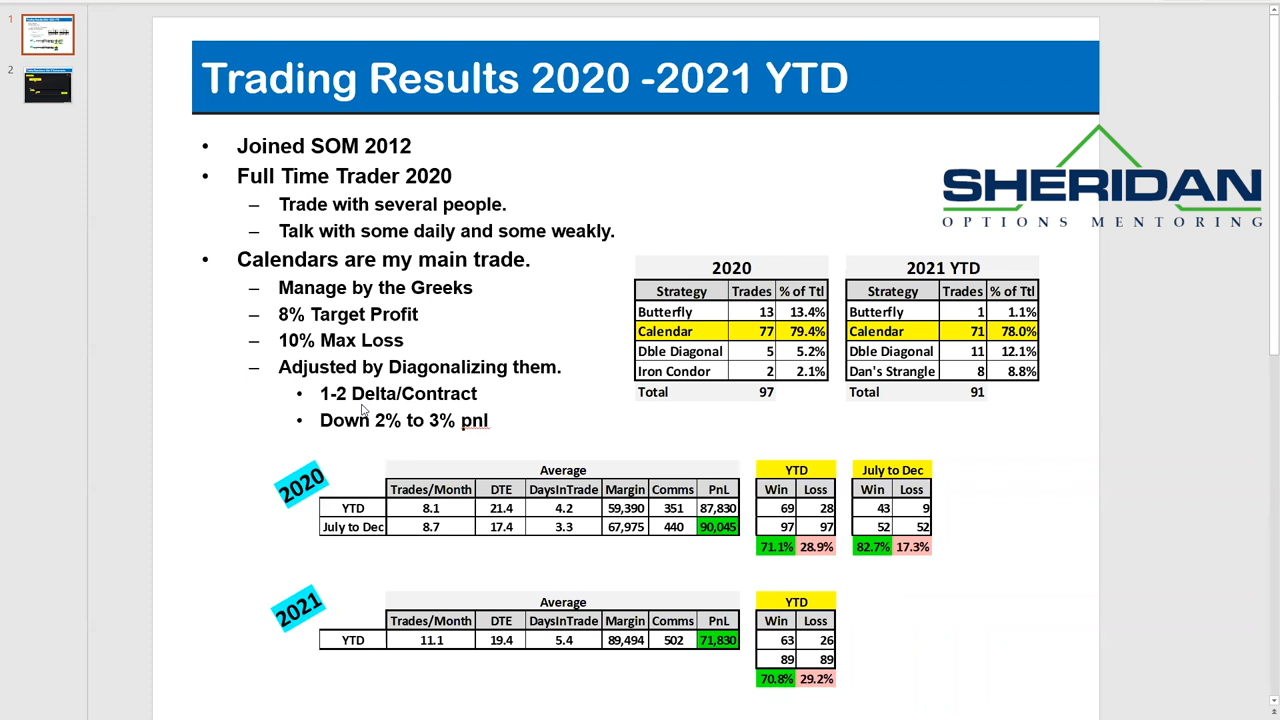 1
2
Trading Results 2020 -2021 YTD
• Joined SOM 2012
• Full Time Trader 2020
– Trade with several people.
– Talk with some daily and some weakly.
• Calendars are my main trade.
– Manage by the Greeks
– 8% Target Profit
– 10% Max Loss
– Adjusted by Diagonalizing them.
• 1-2 Delta/Contract
• Down 2% to 3% pnl
SHERIDAN
OPTIONS MENTORING
2020
Strategy Trades % of Ttl
Butterfly 13 13.4%
Calendar 77 79.4%
Dble Diagonal 5 5.2%
Iron Condor 2 2.1%
Total 97
2021 YTD
Strategy Trades % of Ttl
Butterfly 1 1.1%
Calendar 71 78.0%
Dble Diagonal 11 12.1%
Dan's Strangle 8 8.8%
Total 91
2020
Average
Trades/Month DTE DaysInTrade Margin Comms PnL
YTD 8.1 21.4 4.2 59,390 351 87,830
July to Dec 8.7 17.4 3.3 67,975 440 90,045
YTD
Win Loss
69 28
97 97
71.1% 28.9%
July to Dec
Win Loss
43 9
52 52
82.7% 17.3%
2021
Average
Trades/Month DTE DaysInTrade Margin Comms PnL
YTD 11.1 19.4 5.4 89,494 502 71,830
YTD
Win Loss
63 26
89 89
70.8% 29.2%